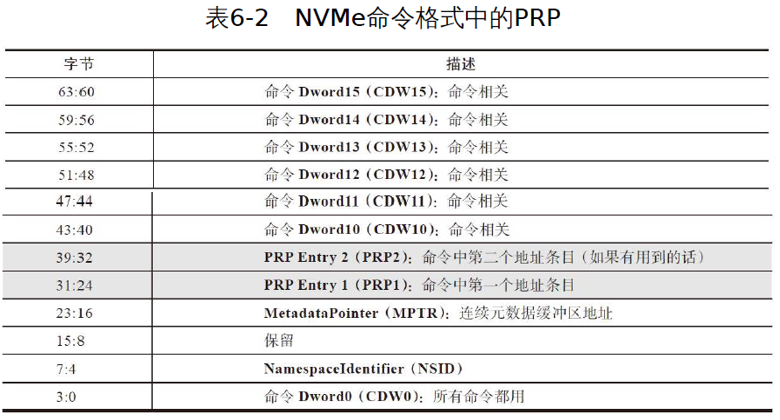 表6-2 NVMe命令格式中的PRP
字节 描述
63:60 命令 Dword15（CDW15）：命令相关
59:56 命令 Dword14（CDW14）：命令相关
55:52 命令 Dword13（CDW13）：命令相关
51:48 命令 Dword12（CDW12）：命令相关
47:44 命令 Dword11（CDW11）：命令相关
43:40 命令 Dword10（CDW10）：命令相关
39:32 PRP Entry 2（PRP2）：命令中第二个地址条目（如果有用到的话）
31:24 PRP Entry 1（PRP1）：命令中第一个地址条目
23:16 MetadataPointer（MPTR）：连续元数据缓冲区地址
15:8 保留
7:4 NamespaceIdentifier（NSID）
3:0 命令 Dword0（CDW0）：所有命令都用